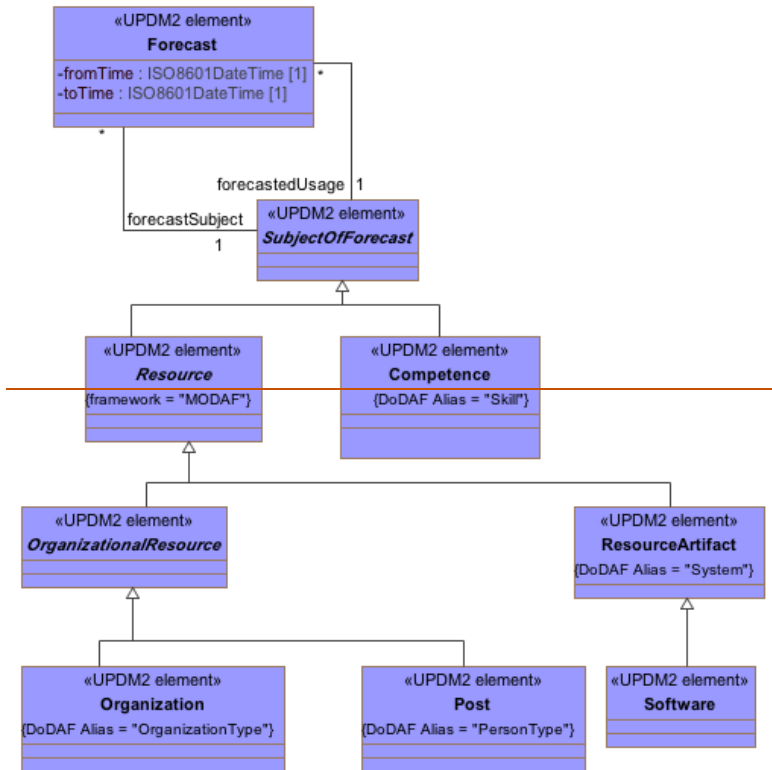 «UPDM2 element»
Forecast
-fromTime : ISO8601DateTime [1]
-toTime : ISO8601DateTime [1]
*
*
forecastedUsage 1
forecastSubject
1
«UPDM2 element»
SubjectOfForecast
«UPDM2 element»
Resource
{framework = "MODAF"}
«UPDM2 element»
Competence
{DoDAF Alias = "Skill"}
«UPDM2 element»
OrganizationalResource
«UPDM2 element»
ResourceArtifact
{DoDAF Alias = "System"}
«UPDM2 element»
Organization
{DoDAF Alias = "OrganizationType"}
«UPDM2 element»
Post
{DoDAF Alias = "PersonType"}
«UPDM2 element»
Software